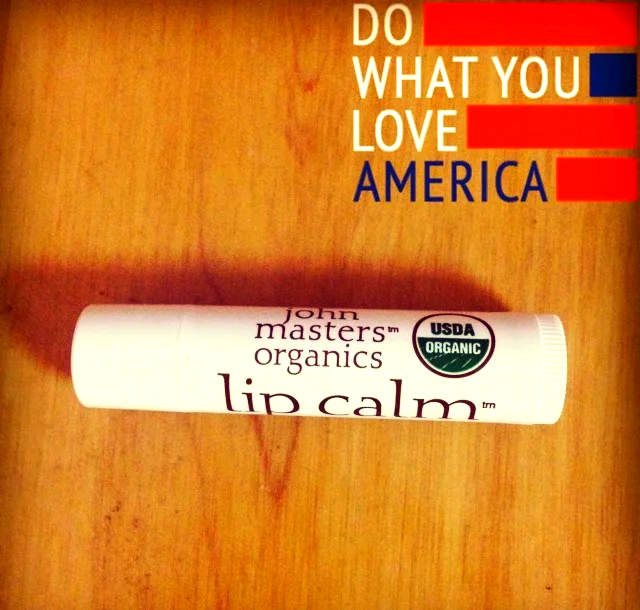 DO
WHAT YOU
LOVE
AMERICA
john
masters™
organics
USDA
ORGANIC
lip calm™